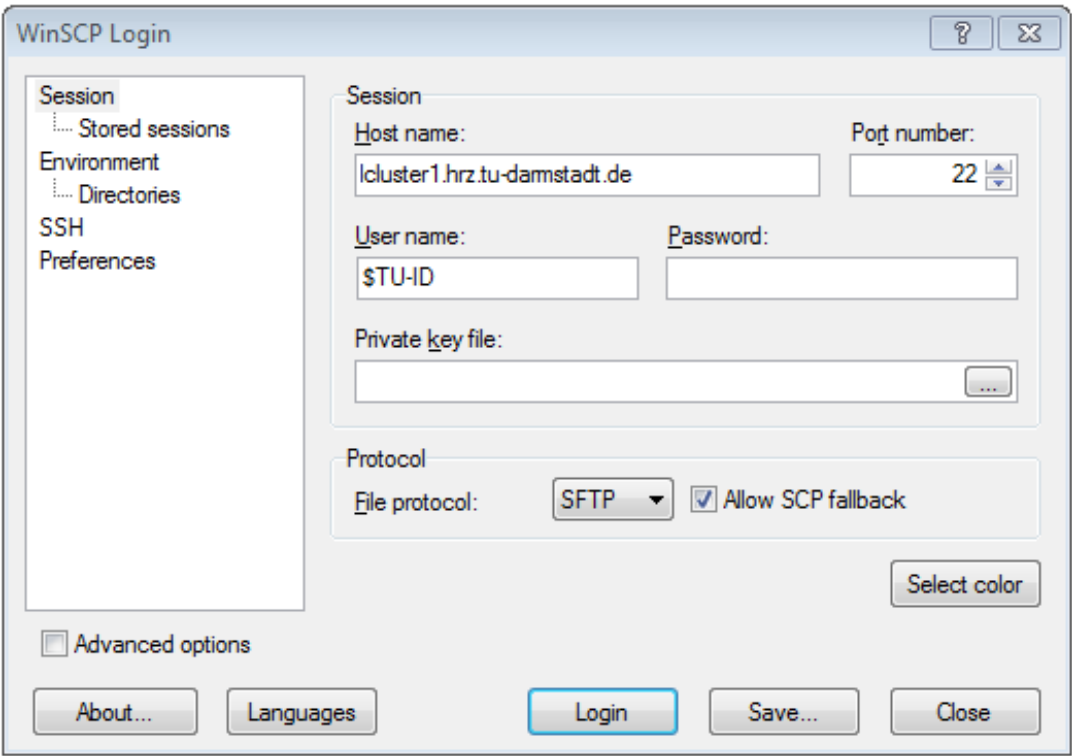 WinSCP Login
Session
Stored sessions
Environment
Directories
SSH
Preferences
Session
Host name: Port number:
lcluster1.hrz.tu-darmstadt.de 22
User name: Password:
$TU-ID
Private key file:
...
Protocol
File protocol: SFTP Allow SCP fallback
Select color
Advanced options
About... Languages Login Save... Close